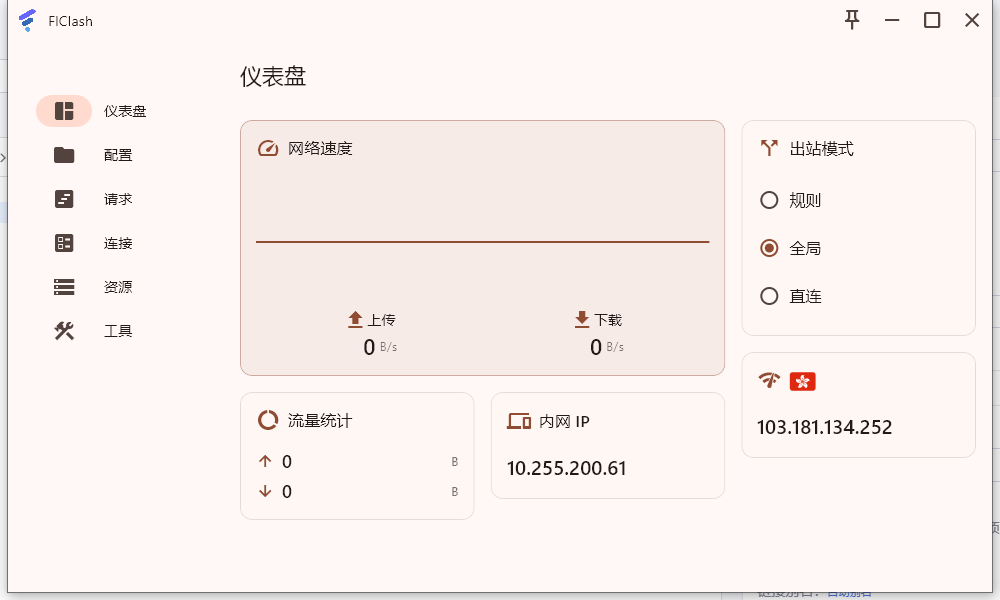 FlClash
仪表盘
仪表盘
配置
请求
连接
资源
工具
网络速度
上传
0 B/s
下载
0 B/s
出站模式
规则
全局
直连
流量统计
0 B
0 B
内网 IP
10.255.200.61
103.181.134.252